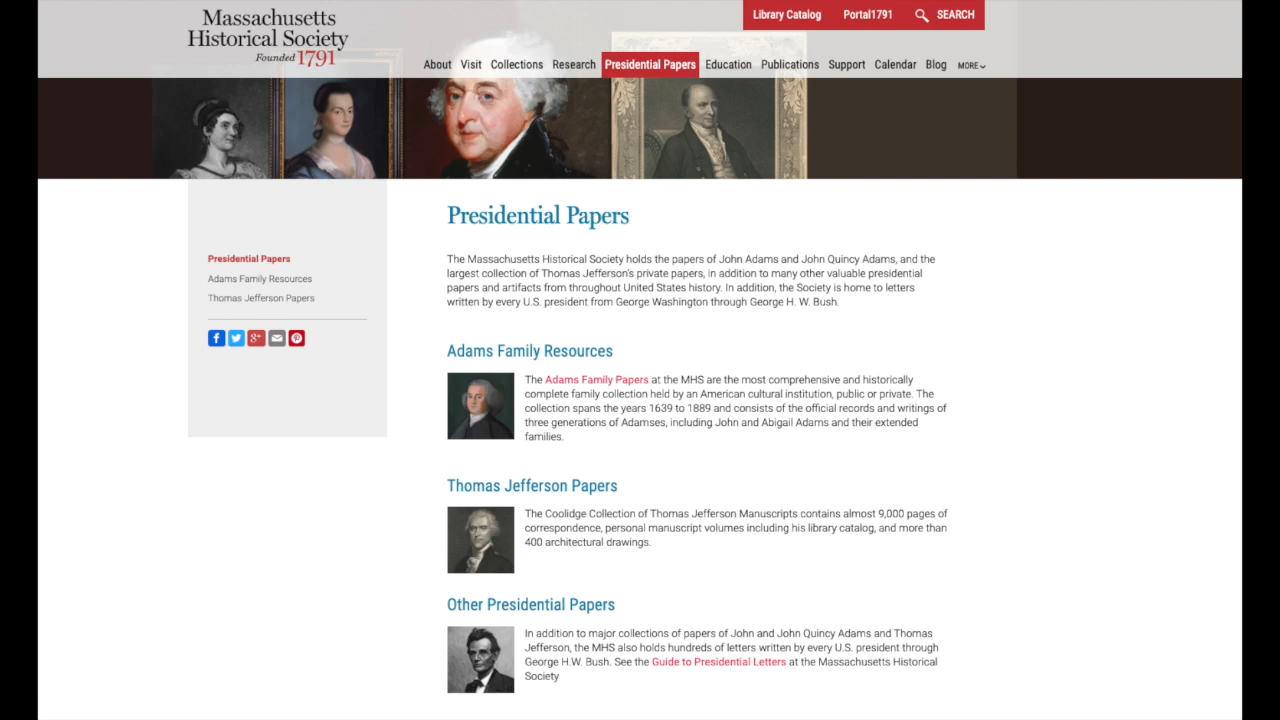 Massachusetts
Historical Society
Founded 1791
Library Catalog Portal1791 SEARCH
About Visit Collections Research Presidential Papers Education Publications Support Calendar Blog MORE
Presidential Papers
Adams Family Resources
Thomas Jefferson Papers
f 8+
Presidential Papers
The Massachusetts Historical Society holds the papers of John Adams and John Quincy Adams, and the
largest collection of Thomas Jefferson's private papers, in addition to many other valuable presidential
papers and artifacts from throughout United States history. In addition, the Society is home to letters
written by every U.S. president from George Washington through George H. W. Bush.
Adams Family Resources
The Adams Family Papers at the MHS are the most comprehensive and historically
complete family collection held by an American cultural institution, public or private. The
collection spans the years 1639 to 1889 and consists of the official records and writings of
three generations of Adamses, including John and Abigail Adams and their extended
families.
Thomas Jefferson Papers
The Coolidge Collection of Thomas Jefferson Manuscripts contains almost 9,000 pages of
correspondence, personal manuscript volumes including his library catalog, and more than
400 architectural drawings.
Other Presidential Papers
In addition to major collections of papers of John and John Quincy Adams and Thomas
Jefferson, the MHS also holds hundreds of letters written by every U.S. president through
George H.W. Bush. See the Guide to Presidential Letters at the Massachusetts Historical
Society